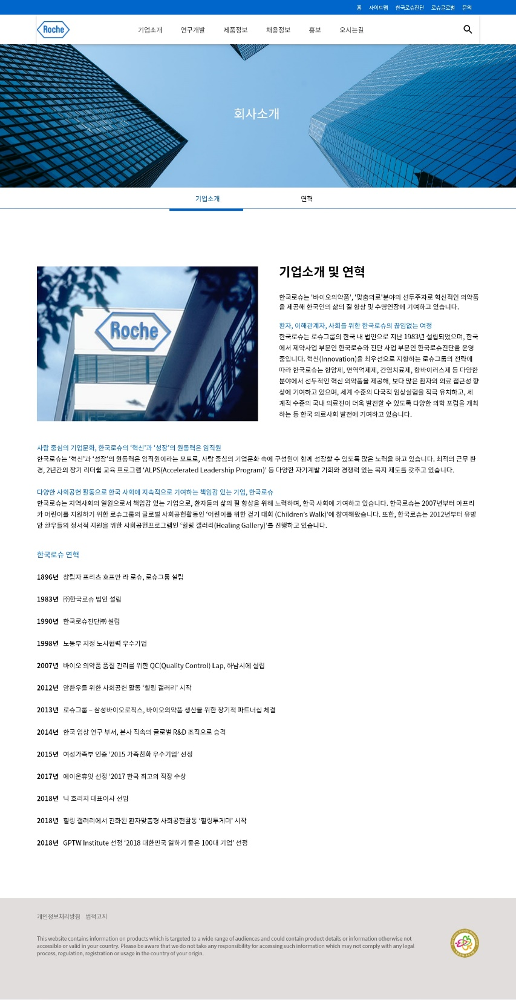 홈 사이트맵 한국로슈진단 로슈글로벌 문의
Roche 기업소개 연구개발 제품정보 채용정보 홍보 오시는길
회사소개
기업소개 연혁
Roche
기업소개 및 연혁
한국로슈는 '바이오의약품', '맞춤의료'분야의 선두주자로 혁신적인 의약품
을 제공해 한국인의 삶의 질 향상 및 수명연장에 기여하고 있습니다.
환자, 이해관계자, 사회를 위한 한국로슈의 끊임없는 여정
한국로슈는 로슈그룹의 한국 내 법인으로 지난 1983년 설립되었으며, 한국
에서 제약사업 부문인 한국로슈와 진단 사업 부문인 한국로슈진단을 운영
중입니다. 혁신(Innovation)을 최우선으로 지향하는 로슈그룹의 전략에
따라 한국로슈는 항암제, 면역억제제, 간염치료제, 항바이러스제 등 다양한
분야에서 선두적인 혁신 의약품을 제공해, 보다 많은 환자의 의료 접근성 향
상에 기여하고 있으며, 세계 수준의 다국적 임상실험을 적극 유치하고, 세
계적 수준의 국내 의료진이 더욱 발전할 수 있도록 다양한 의학 포럼을 개최
하는 등 한국 의료사회 발전에 기여하고 있습니다.
사람 중심의 기업문화, 한국로슈의 ‘혁신’과 ‘성장’의 원동력은 임직원
한국로슈는 ‘혁신’과 ‘성장’의 원동력은 임직원이라는 모토로, 사람 중심의 기업문화 속에 구성원이 함께 성장할 수 있도록 많은 노력을 하고 있습니다. 최적의 근무 환
경, 2년간의 장기 리더쉽 교육 프로그램 ‘ALPS(Accelerated Leadership Program)’ 등 다양한 자기계발 기회와 경쟁력 있는 복지 제도를 갖추고 있습니다.
다양한 사회공헌 활동으로 한국 사회에 지속적으로 기여하는 책임감 있는 기업, 한국로슈
한국로슈는 지역사회의 일원으로서 책임감 있는 기업으로, 환자들의 삶의 질 향상을 위해 노력하며, 한국 사회에 기여하고 있습니다. 한국로슈는 2007년부터 아프리
카 어린이를 지원하기 위한 로슈그룹의 글로벌 사회공헌활동인 ‘어린이를 위한 걷기 대회 (Children’s Walk)’에 참여해왔습니다. 또한, 한국로슈는 2012년부터 유방
암 환우들의 정서적 지원을 위한 사회공헌프로그램인 ‘힐링 갤러리(Healing Gallery)’를 진행하고 있습니다.
한국로슈 연혁
1896년 창립자 프리츠 호프만 라 로슈, 로슈그룹 설립
1983년 ㈜한국로슈 법인 설립
1990년 한국로슈진단㈜ 설립
1998년 노동부 지정 노사협력 우수기업
2007년 바이오 의약품 품질 관리를 위한 QC(Quality Control) Lap, 하남시에 설립
2012년 암환우를 위한 사회공헌 활동 ‘힐링 갤러리’ 시작
2013년 로슈그룹 – 삼성바이오로직스, 바이오의약품 생산을 위한 장기적 파트너십 체결
2014년 한국 임상 연구 부서, 본사 직속의 글로벌 R&D 조직으로 승격
2015년 여성가족부 인증 ‘2015 가족친화 우수기업’ 선정
2017년 에이온휴잇 선정 ‘2017 한국 최고의 직장 수상
2018년 닉 호리지 대표이사 선임
2018년 힐링 갤러리에서 진화된 환자맞춤형 사회공헌활동 ‘힐링투게더’ 시작
2018년 GPTW Institute 선정 ‘2018 대한민국 일하기 좋은 100대 기업’ 선정
개인정보처리방침 법적고지
This website contains information on products which is targeted to a wide range of audiences and could contain product details or information otherwise not
accessible or valid in your country. Please be aware that we do not take any responsibility for accessing such information which may not comply with any legal
process, regulation, registration or usage in the country of your origin.